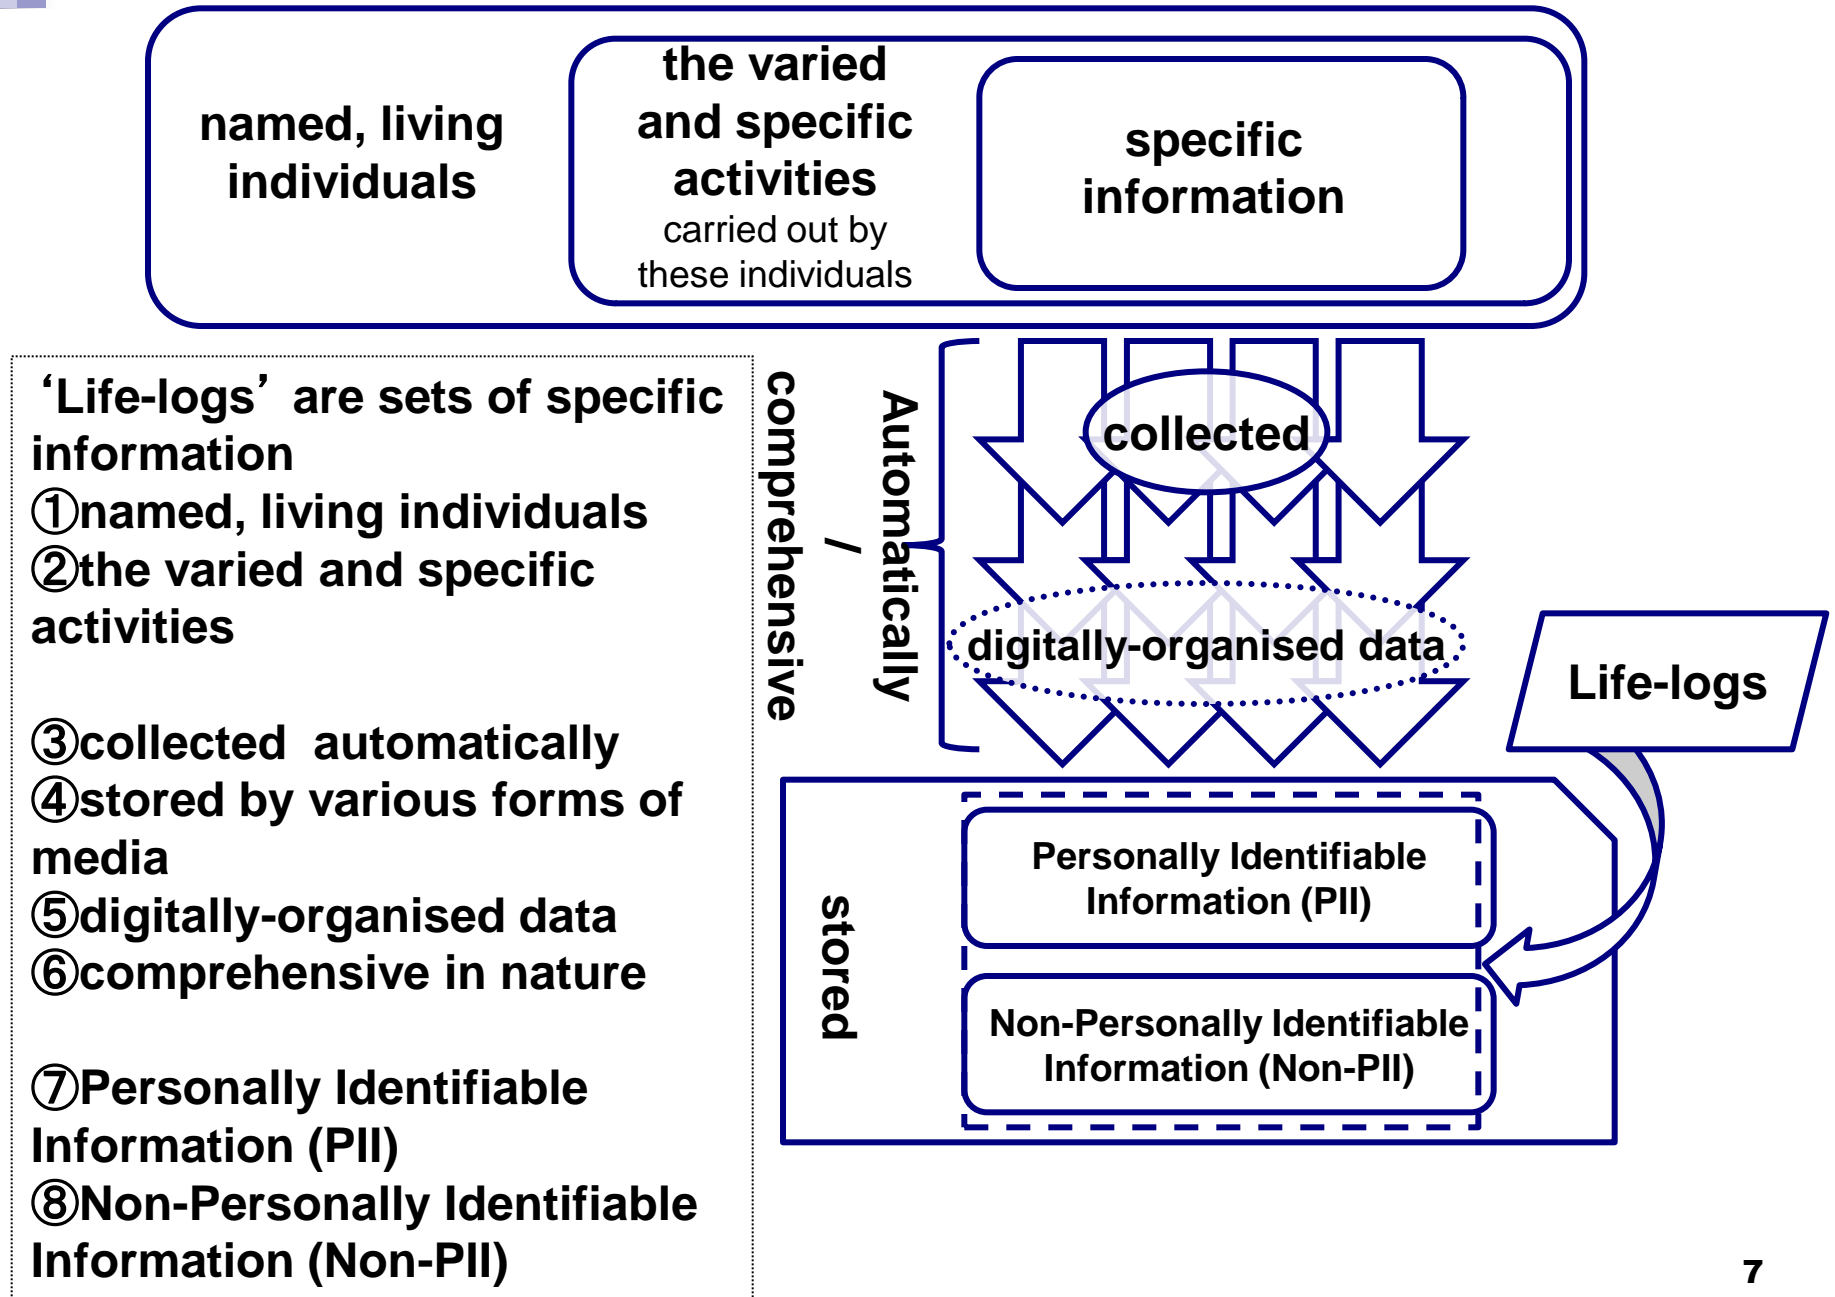 named, living
individuals
the varied
and specific
activities
carried out by
these individuals
specific
information
‘Life-logs’ are sets of specific
information
①named, living individuals
②the varied and specific
activities
③collected automatically
④stored by various forms of
media
⑤digitally-organised data
⑥comprehensive in nature
⑦Personally Identifiable
Information (PII)
⑧Non-Personally Identifiable
Information (Non-PII)
Automatically
/
comprehensive
collected
digitally-organised data
Life-logs
stored
Personally Identifiable
Information (PII)
Non-Personally Identifiable
Information (Non-PII)
7